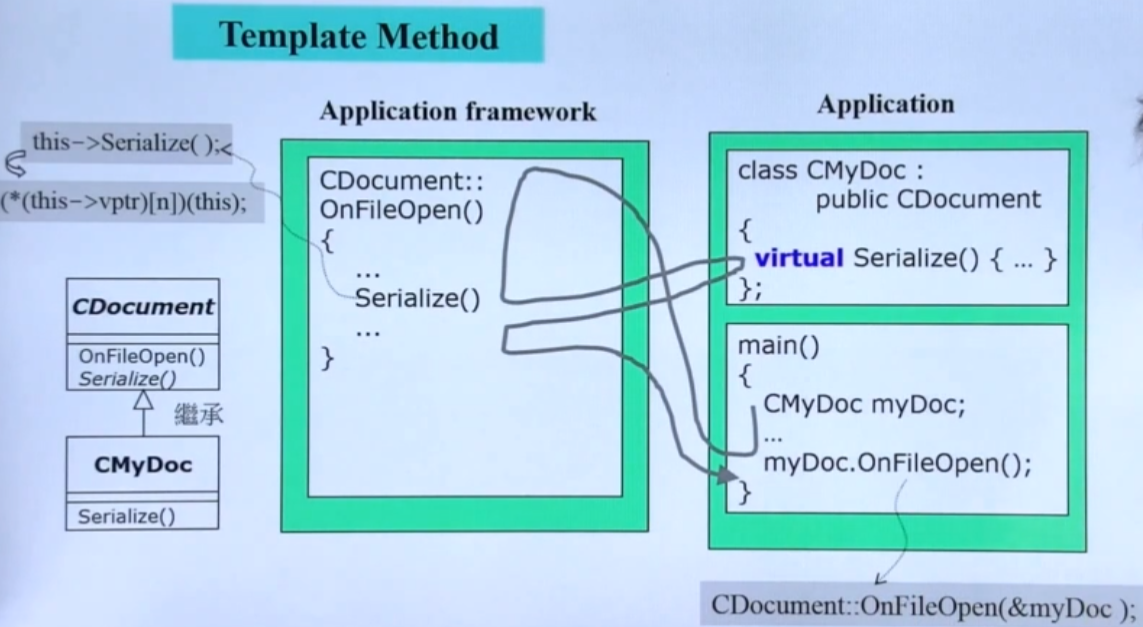 Template Method
Application framework
Application
this->Serialize( );
(*(this->vptr)[n])(this);
CDocument::
OnFileOpen()
{
...
Serialize()
...
}
class CMyDoc :
public CDocument
{
virtual Serialize() { ... }
};
main()
{
CMyDoc myDoc;
...
myDoc.OnFileOpen();
}
CDocument
OnFileOpen()
Serialize()
繼承
CMyDoc
Serialize()
CDocument::OnFileOpen(&myDoc );